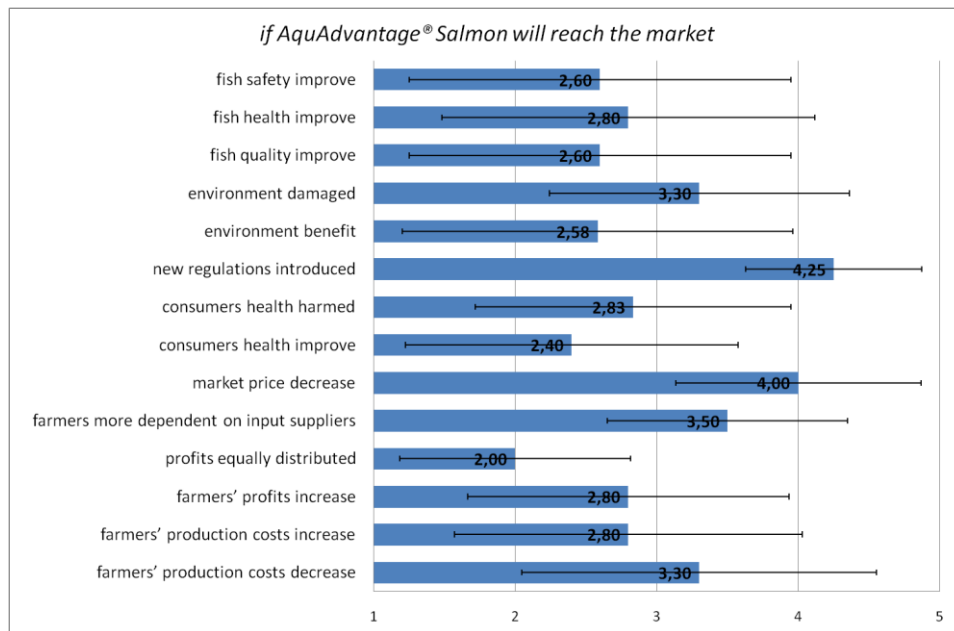 if AquAdvantage® Salmon will reach the market
fish safety improve 2,60
fish health improve 2,80
fish quality improve 2,60
environment damaged 3,30
environment benefit 2,58
new regulations introduced 4,25
consumers health harmed 2,83
consumers health improve 2,40
market price decrease 4,00
farmers more dependent on input suppliers 3,50
profits equally distributed 2,00
farmers’ profits increase 2,80
farmers’ production costs increase 2,80
farmers’ production costs decrease 3,30
1 2 3 4 5